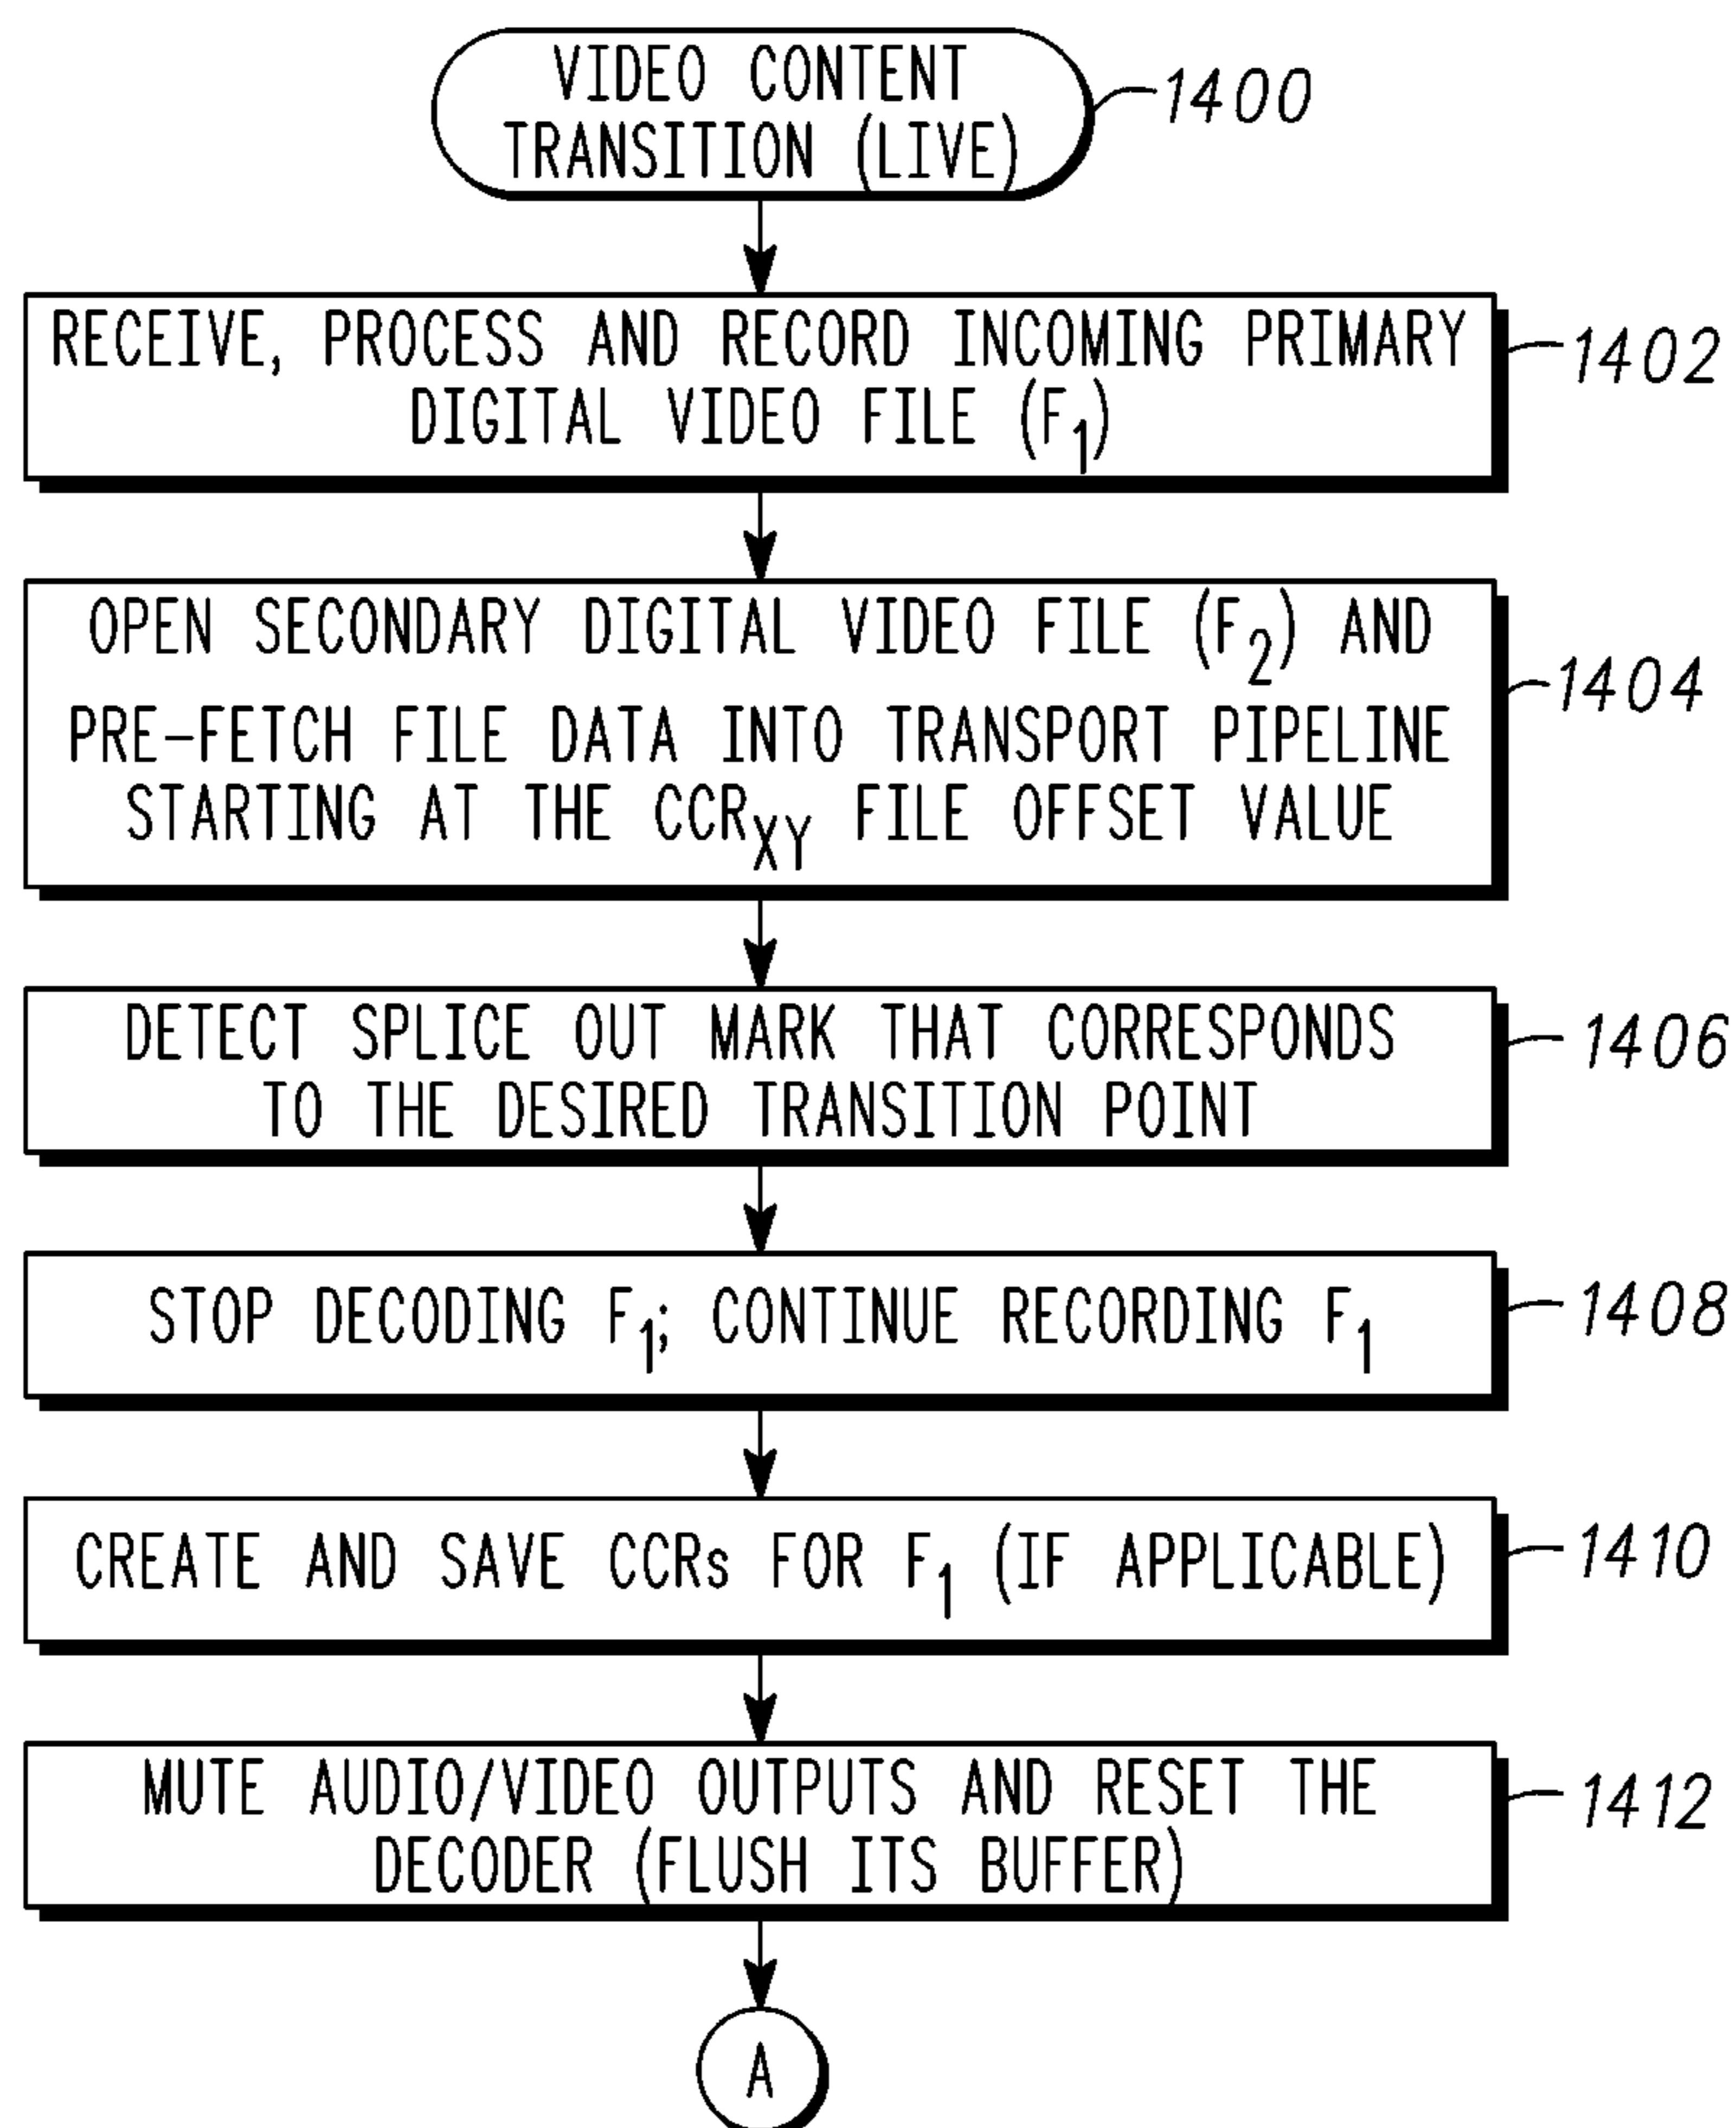 VIDEO CONTENT
TRANSITION (LIVE)
1400
RECEIVE, PROCESS AND RECORD INCOMING PRIMARY
DIGITAL VIDEO FILE (F1)
1402
OPEN SECONDARY DIGITAL VIDEO FILE (F2) AND
PRE-FETCH FILE DATA INTO TRANSPORT PIPELINE
STARTING AT THE CCRXY FILE OFFSET VALUE
1404
DETECT SPLICE OUT MARK THAT CORRESPONDS
TO THE DESIRED TRANSITION POINT
1406
STOP DECODING F1; CONTINUE RECORDING F1
1408
CREATE AND SAVE CCRs FOR F1 (IF APPLICABLE)
1410
MUTE AUDIO/VIDEO OUTPUTS AND RESET THE
DECODER (FLUSH ITS BUFFER)
1412
A